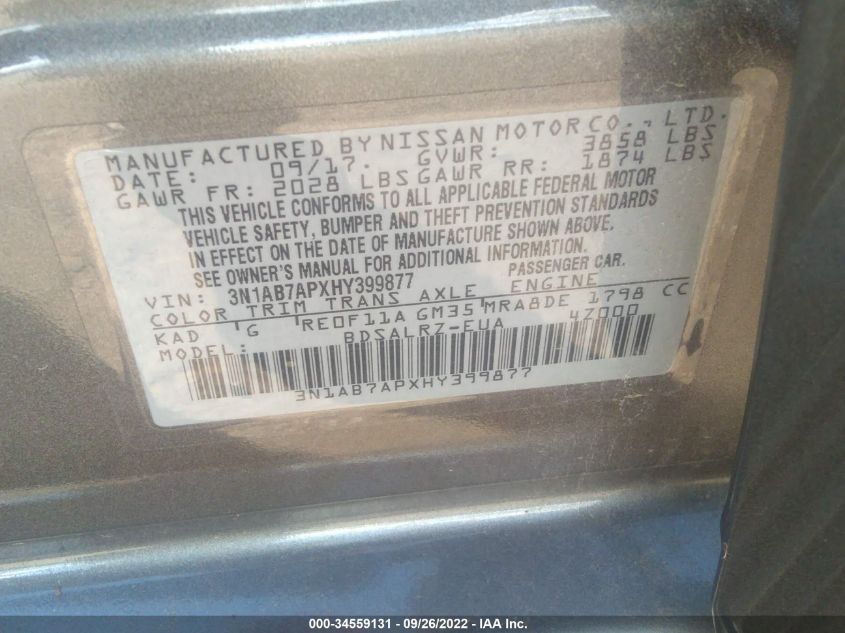 MANUFACTURED BY NISSAN MOTOR CO., LTD.
DATE: 09/17. GVWR: 3858 LBS
GAWR FR: 2028 LBS GAWR RR: 1874 LBS
THIS VEHICLE CONFORMS TO ALL APPLICABLE FEDERAL MOTOR
VEHICLE SAFETY, BUMPER AND THEFT PREVENTION STANDARDS
IN EFFECT ON THE DATE OF MANUFACTURE SHOWN ABOVE.
SEE OWNER'S MANUAL FOR ADDITIONAL INFORMATION.
VIN: 3N1AB7APXHY399877 PASSENGER CAR.
COLOR TRIM TRANS AXLE ENGINE
KAD G RE0F11A GM35 MRA8DE 1798 CC
MODEL: BDSALRZ-EUA 47000
3N1AB7APXHY399877
000-34559131 - 09/26/2022 - IAA Inc.